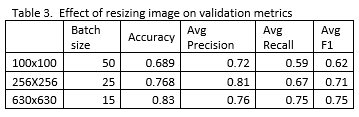 Table 3.  Effect of resizing image on validation metrics
Batch size Accuracy Avg Precision Avg Recall Avg F1
100x100 50 0.689 0.72 0.59 0.62
256X256 25 0.768 0.81 0.67 0.71
630x630 15 0.83 0.76 0.75 0.75